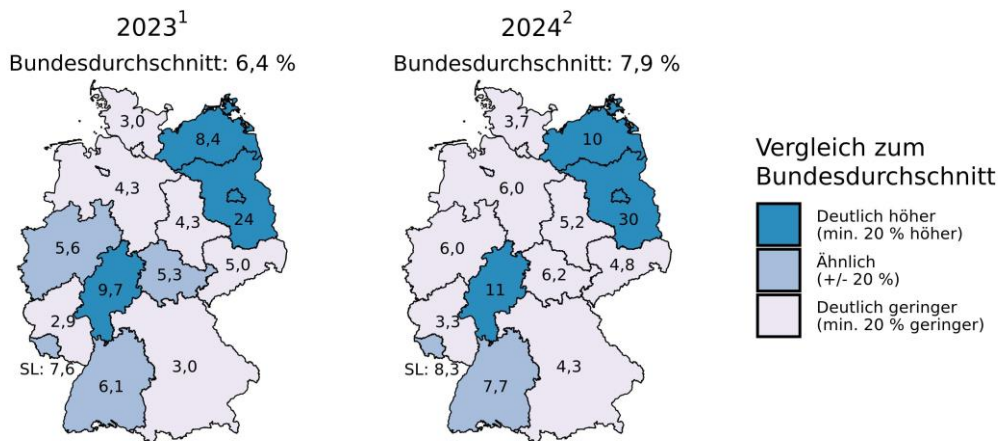 2023¹
Bundesdurchschnitt: 6,4 %
3,0
8,4
4,3
4,3
24
5,6
5,3
5,0
9,7
2,9
SL: 7,6
3,0
6,1
2024²
Bundesdurchschnitt: 7,9 %
3,7
10
6,0
5,2
30
6,0
6,2
4,8
11
3,3
SL: 8,3
4,3
7,7
Vergleich zum
Bundesdurchschnitt
Deutlich höher
(min. 20 % höher)
Ähnlich
(+/- 20 %)
Deutlich geringer
(min. 20 % geringer)